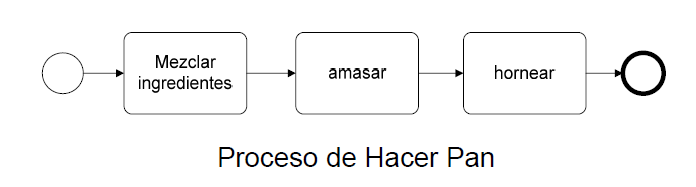 Mezclar
ingredientes
amasar
hornear
Proceso de Hacer Pan